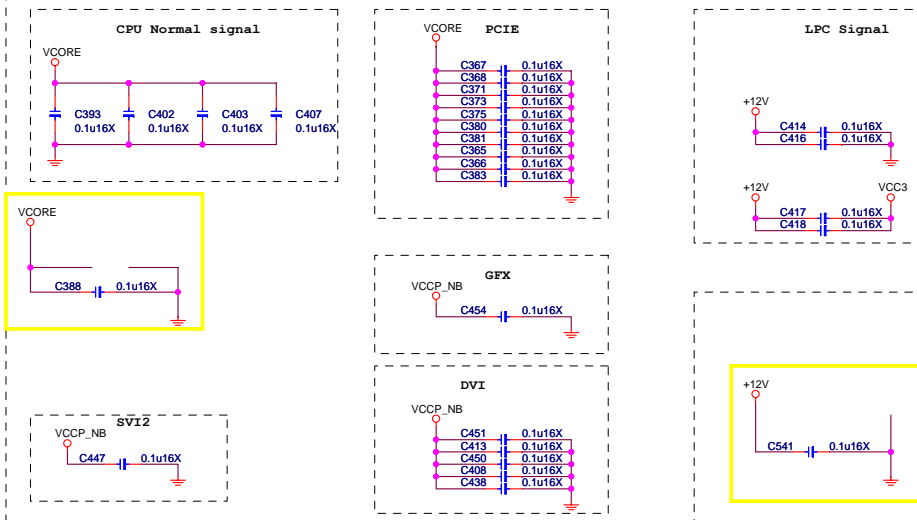 CPU Normal signal
VCORE
C393
0.1u16X
C402
0.1u16X
C403
0.1u16X
C407
0.1u16X
VCORE
C388 0.1u16X
SVI2
VCCP_NB
C447 0.1u16X
PCIE
VCORE
C367 0.1u16X
C368 0.1u16X
C371 0.1u16X
C373 0.1u16X
C375 0.1u16X
C380 0.1u16X
C381 0.1u16X
C365 0.1u16X
C366 0.1u16X
C383 0.1u16X
GFX
VCCP_NB
C454 0.1u16X
DVI
VCCP_NB
C451 0.1u16X
C413 0.1u16X
C450 0.1u16X
C408 0.1u16X
C438 0.1u16X
LPC Signal
+12V
C414 0.1u16X
C416 0.1u16X
+12V VCC3
C417 0.1u16X
C418 0.1u16X
+12V
C541 0.1u16X